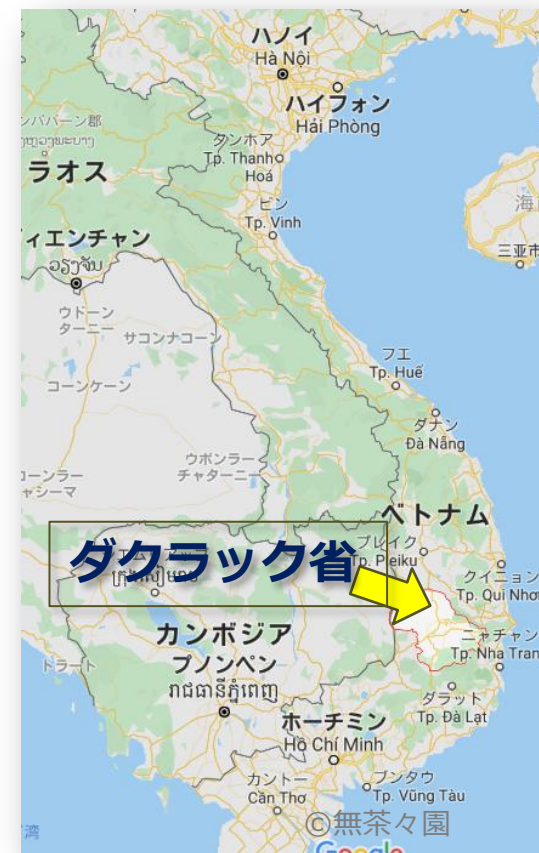 ハノイ
Hà Nội
ハイフォン
Hải Phòng
タンホア
Tp. Thanh
Hoá
ラオス
ビン
Tp. Vinh
ィエンチャン
ວຽງຈັນ
海
三亜市
ウドーン
ターニー
サコンナコーン
フエ
Tp. Huế
コーンケーン
ダナン
Đà Nẵng
ウボンラー
チャターニー
ベトナム
プレイク
Tp. Pleiku
ダクラック省
クイニョン
Tp. Qui Nhơ
カンボジア
ニャチャン
Tp. Nha Tran
プノンペン
រាជធានីភ្នំពេញ
トラート
ダラット
Tp. Đà Lạt
ホーチミン
Hồ Chí Minh
カントー
Cần Thơ
ブンタウ
Tp. Vũng Tàu
©無茶々園
湾
Google